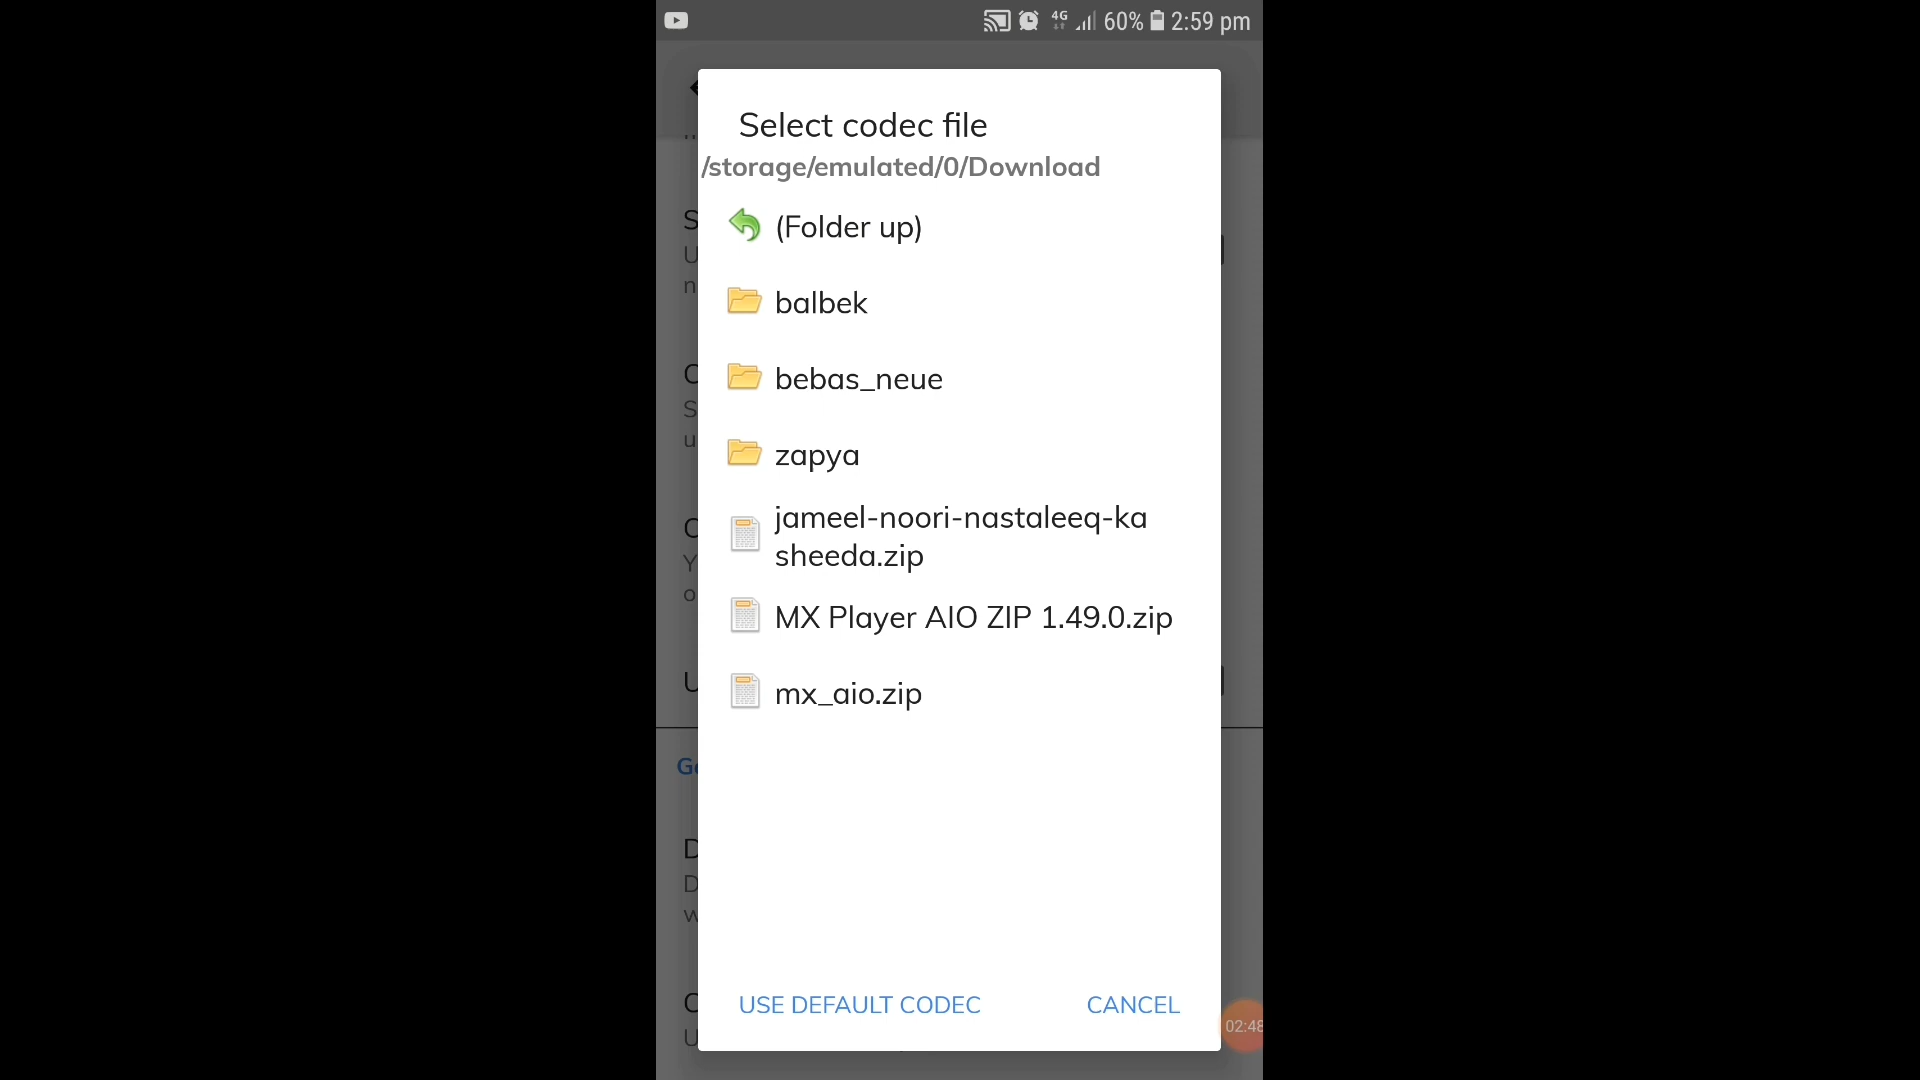 4G 60% 2:59 pm
Select codec file
/storage/emulated/0/Download
(Folder up)
balbek
bebas_neue
zapya
jameel-noori-nastaleeq-ka
sheeda.zip
MX Player AIO ZIP 1.49.0.zip
mx_aio.zip
USE DEFAULT CODEC
CANCEL
02:48